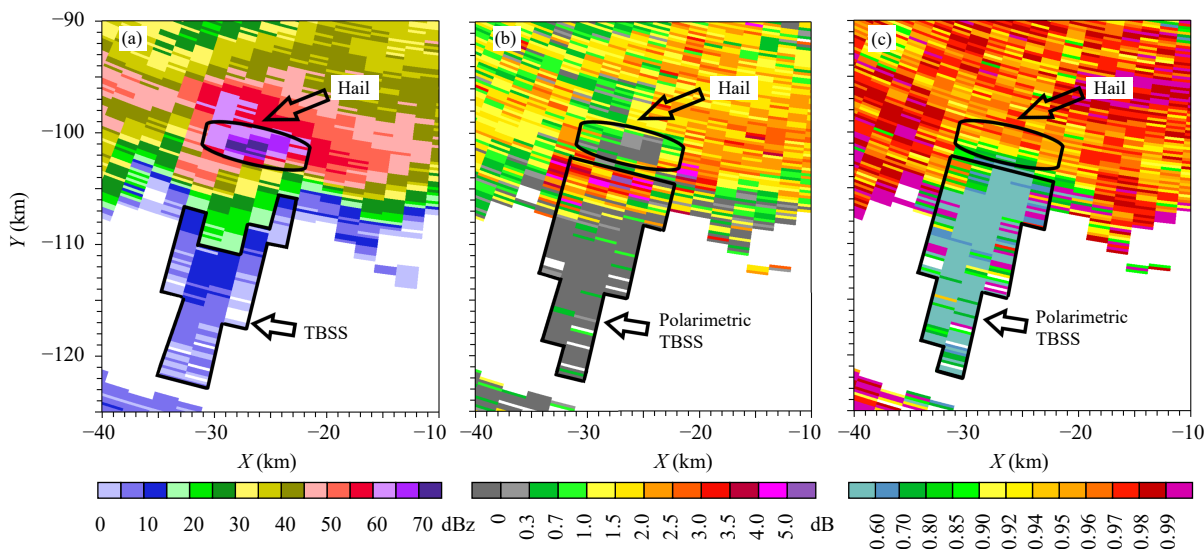 (a)
Hail
TBSS
(b)
Hail
Polarimetric
TBSS
(c)
Hail
Polarimetric
TBSS
−90
−95
−100
−110
−120
Y (km)
−40 −30 −20 −10
−40 −30 −20 −10
−40 −30 −20 −10
X (km)
X (km)
X (km)
0 10 20 30 40 50 60 70 dBz
0 0.3 0.7 1.0 1.5 2.0 2.5 3.0 3.5 4.0 5.0 dB
0.60 0.70 0.80 0.85 0.90 0.92 0.94 0.95 0.96 0.97 0.98 0.99